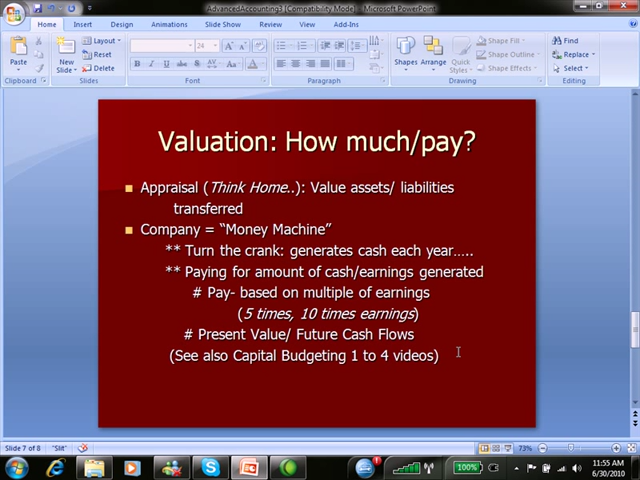 AdvancedAccounting3 [Compatibility Mode] - Microsoft PowerPoint
Home Insert Design Animations Slide Show Review View Add-Ins
Paste
Clipboard
New Slide
Layout
Reset
Delete
Slides
24
Font
Paragraph
Shapes Arrange Quick Styles
Shape Fill
Shape Outline
Shape Effects
Drawing
Find
Replace
Select
Editing
Valuation: How much/pay?
Appraisal (Think Home..): Value assets/ liabilities
transferred
Company = “Money Machine”
** Turn the crank: generates cash each year…..
** Paying for amount of cash/earnings generated
# Pay- based on multiple of earnings
(5 times, 10 times earnings)
# Present Value/ Future Cash Flows
(See also Capital Budgeting 1 to 4 videos)
Slide 7 of 8 "Slit" 73%
100%
11:55 AM
6/30/2010